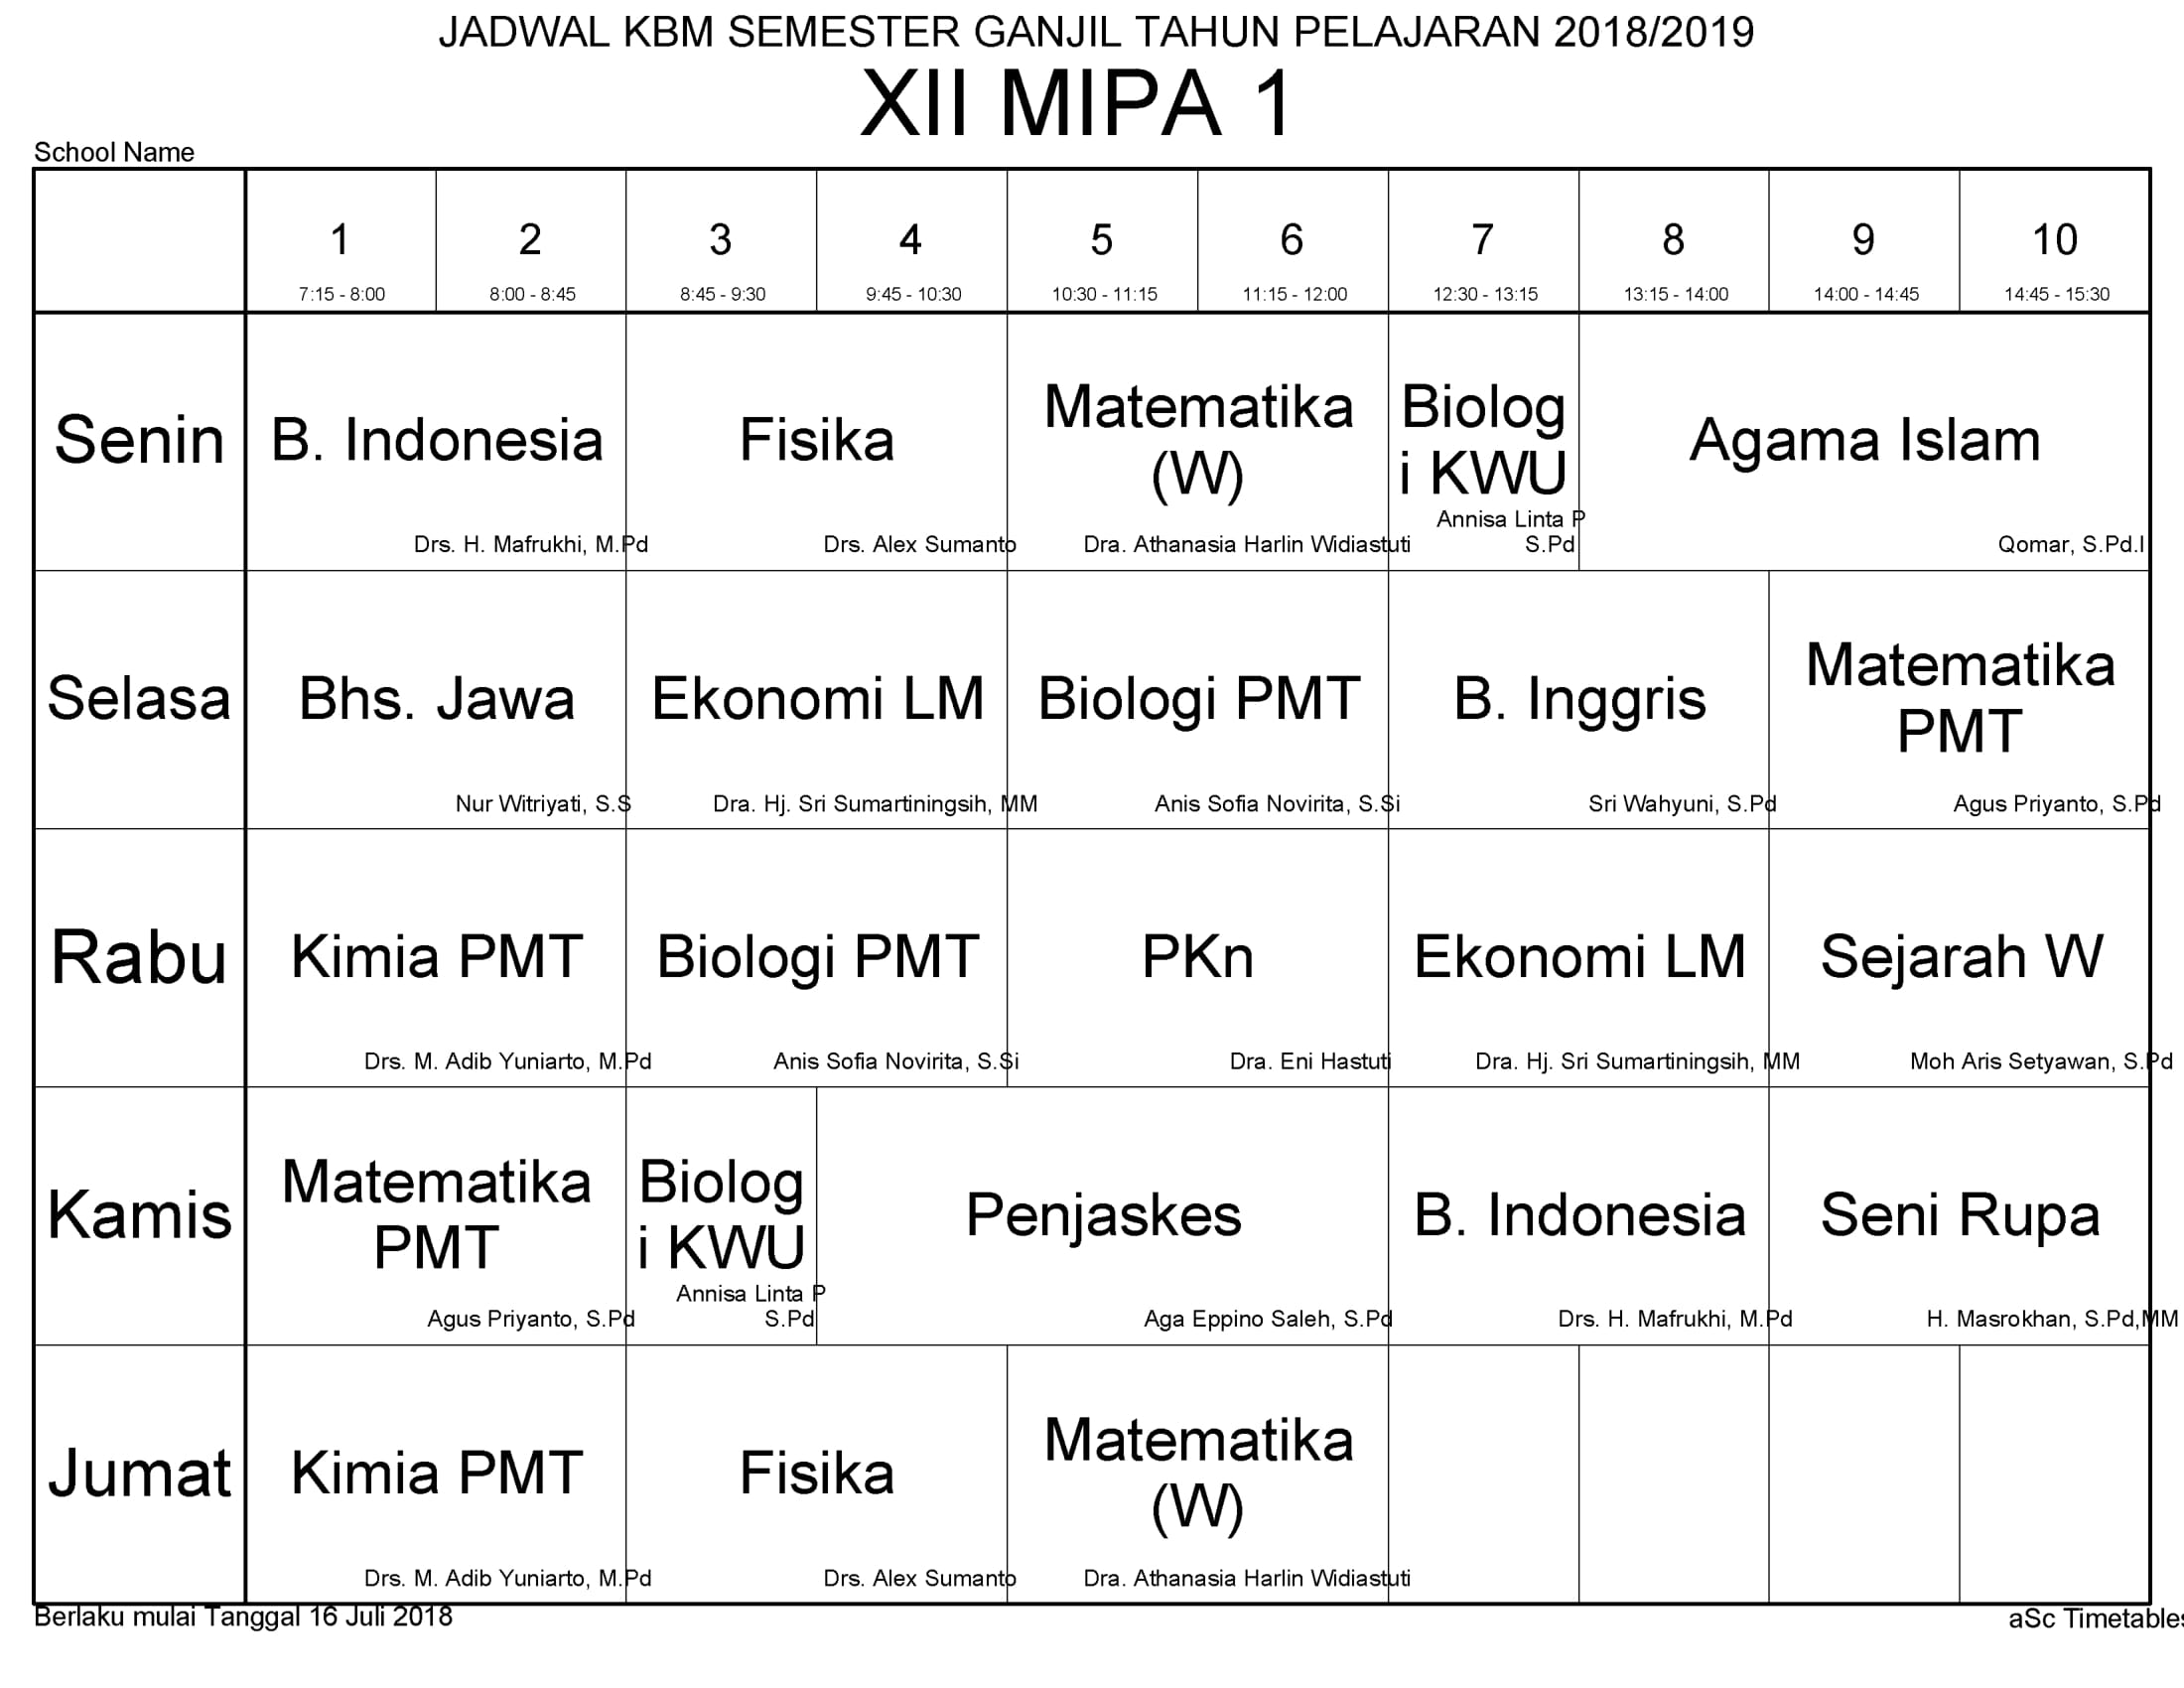 JADWAL KBM SEMESTER GANJIL TAHUN PELAJARAN 2018/2019
XII MIPA 1
School Name
1 2 3 4 5 6 7 8 9 10
7:15 - 8:00 8:00 - 8:45 8:45 - 9:30 9:45 - 10:30 10:30 - 11:15 11:15 - 12:00 12:30 - 13:15 13:15 - 14:00 14:00 - 14:45 14:45 - 15:30
Senin
B. Indonesia
Drs. H. Mafrukhi, M.Pd
Fisika
Drs. Alex Sumanto
Matematika
(W)
Dra. Athanasia Harlin Widiastuti
Biolog
i KWU
Annisa Linta P
S.Pd
Agama Islam
Qomar, S.Pd.I
Selasa
Bhs. Jawa
Nur Witriyati, S.S
Ekonomi LM
Dra. Hj. Sri Sumartiningsih, MM
Biologi PMT
Anis Sofia Novirita, S.Si
B. Inggris
Sri Wahyuni, S.Pd
Matematika
PMT
Agus Priyanto, S.Pd
Rabu
Kimia PMT
Drs. M. Adib Yuniarto, M.Pd
Biologi PMT
Anis Sofia Novirita, S.Si
PKn
Dra. Eni Hastuti
Ekonomi LM
Dra. Hj. Sri Sumartiningsih, MM
Sejarah W
Moh Aris Setyawan, S.Pd
Kamis
Matematika
PMT
Agus Priyanto, S.Pd
Biolog
i KWU
Annisa Linta P
S.Pd
Penjaskes
Aga Eppino Saleh, S.Pd
B. Indonesia
Drs. H. Mafrukhi, M.Pd
Seni Rupa
H. Masrokhan, S.Pd,MM
Jumat
Kimia PMT
Drs. M. Adib Yuniarto, M.Pd
Fisika
Drs. Alex Sumanto
Matematika
(W)
Dra. Athanasia Harlin Widiastuti
Berlaku mulai Tanggal 16 Juli 2018
aSc Timetables